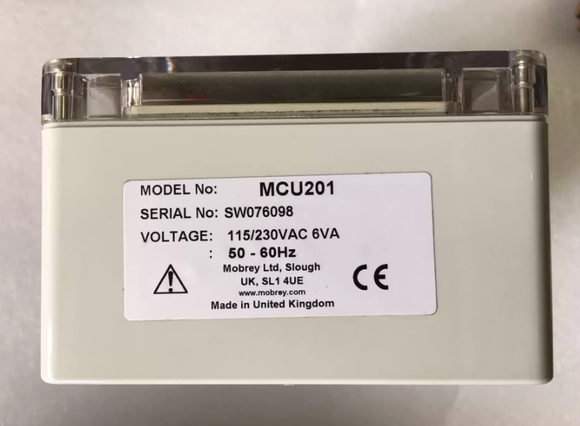 MODEL No: MCU201
SERIAL No: SW076098
VOLTAGE: 115/230VAC 6VA
: 50 - 60Hz
Mobrey Ltd, Slough
UK, SL1 4UE
www.mobrey.com
Made in United Kingdom
CE